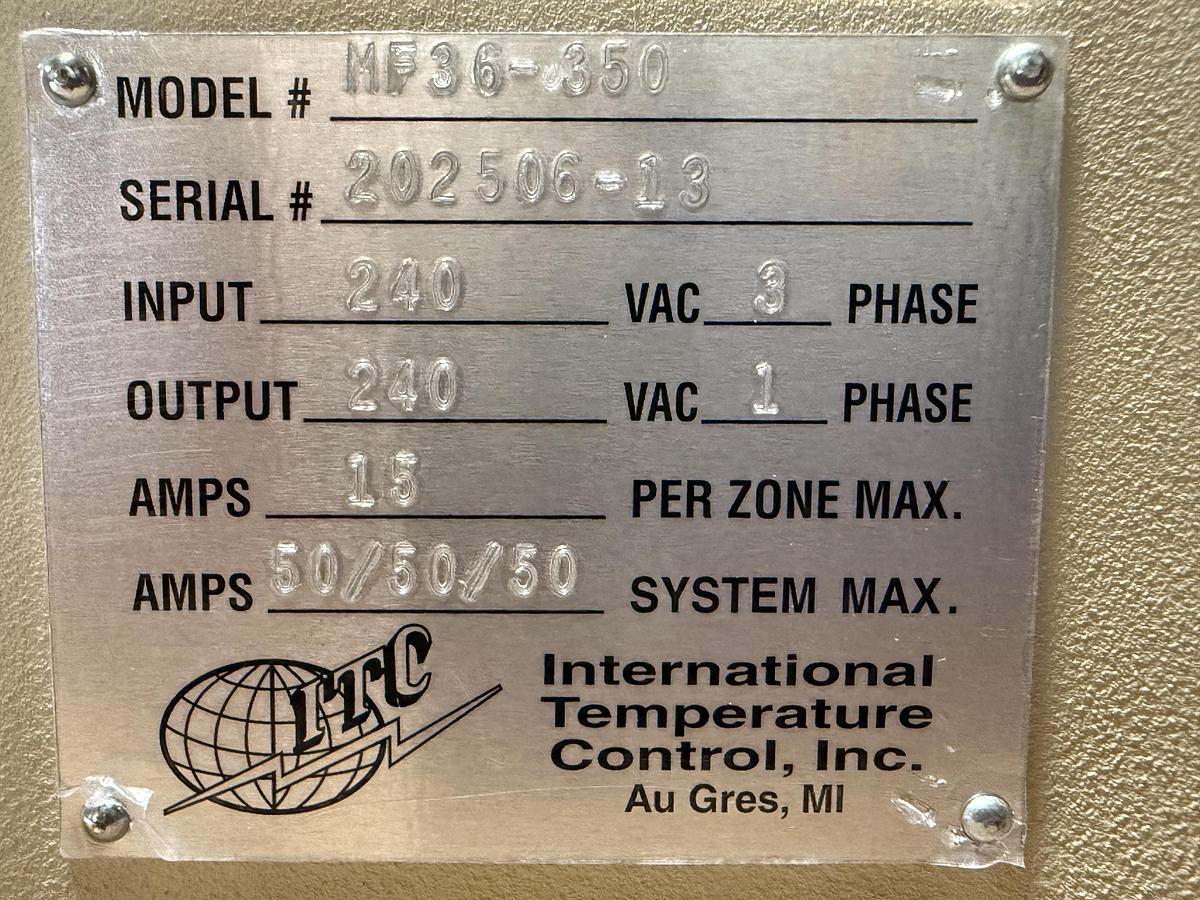 MODEL # MF36-350
SERIAL # 202506-13
INPUT 240 VAC 3 PHASE
OUTPUT 240 VAC 1 PHASE
AMPS 15 PER ZONE MAX.
AMPS 50/50/50 SYSTEM MAX.
ITC
International
Temperature
Control, Inc.
Au Gres, MI